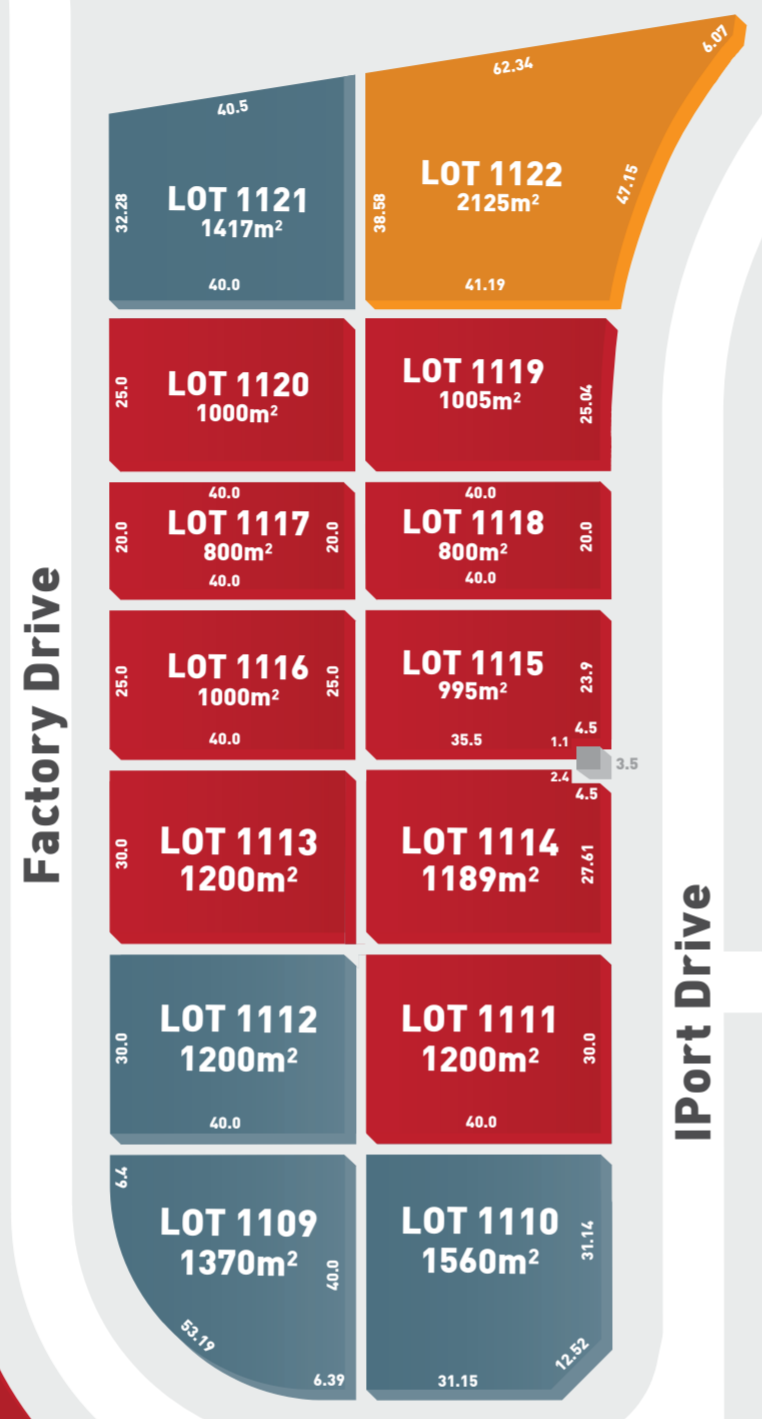 40.5
32.28
LOT 1121
1417m²
40.0
62.34
6.07
38.58
LOT 1122
2125m²
47.15
41.19
25.0
LOT 1120
1000m²
LOT 1119
1005m²
25.04
40.0
20.0
LOT 1117
800m²
20.0
40.0
40.0
LOT 1118
800m²
20.0
40.0
25.0
LOT 1116
1000m²
25.0
40.0
LOT 1115
995m²
23.9
35.5
1.1
4.5
3.5
2.4
4.5
30.0
LOT 1113
1200m²
LOT 1114
1189m²
27.61
30.0
LOT 1112
1200m²
40.0
LOT 1111
1200m²
30.0
40.0
6.4
LOT 1109
1370m²
40.0
53.19
6.39
LOT 1110
1560m²
31.14
12.52
31.15
Factory Drive
IPort Drive